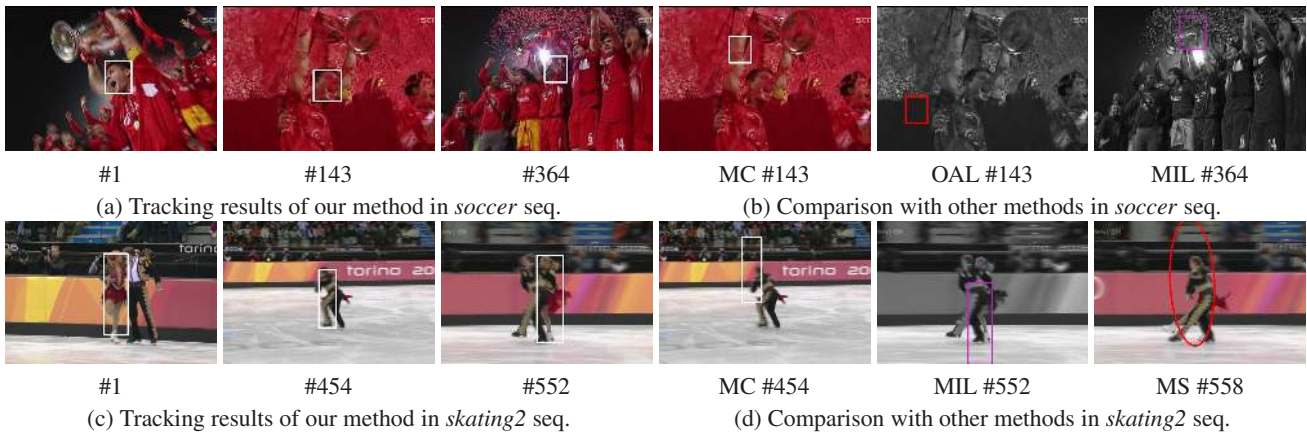 #1 #143 #364 MC #143 OAL #143 MIL #364
(a) Tracking results of our method in soccer seq. (b) Comparison with other methods in soccer seq.
torino
torino 200
#1 #454 #552 MC #454 MIL #552 MS #558
(c) Tracking results of our method in skating2 seq. (d) Comparison with other methods in skating2 seq.